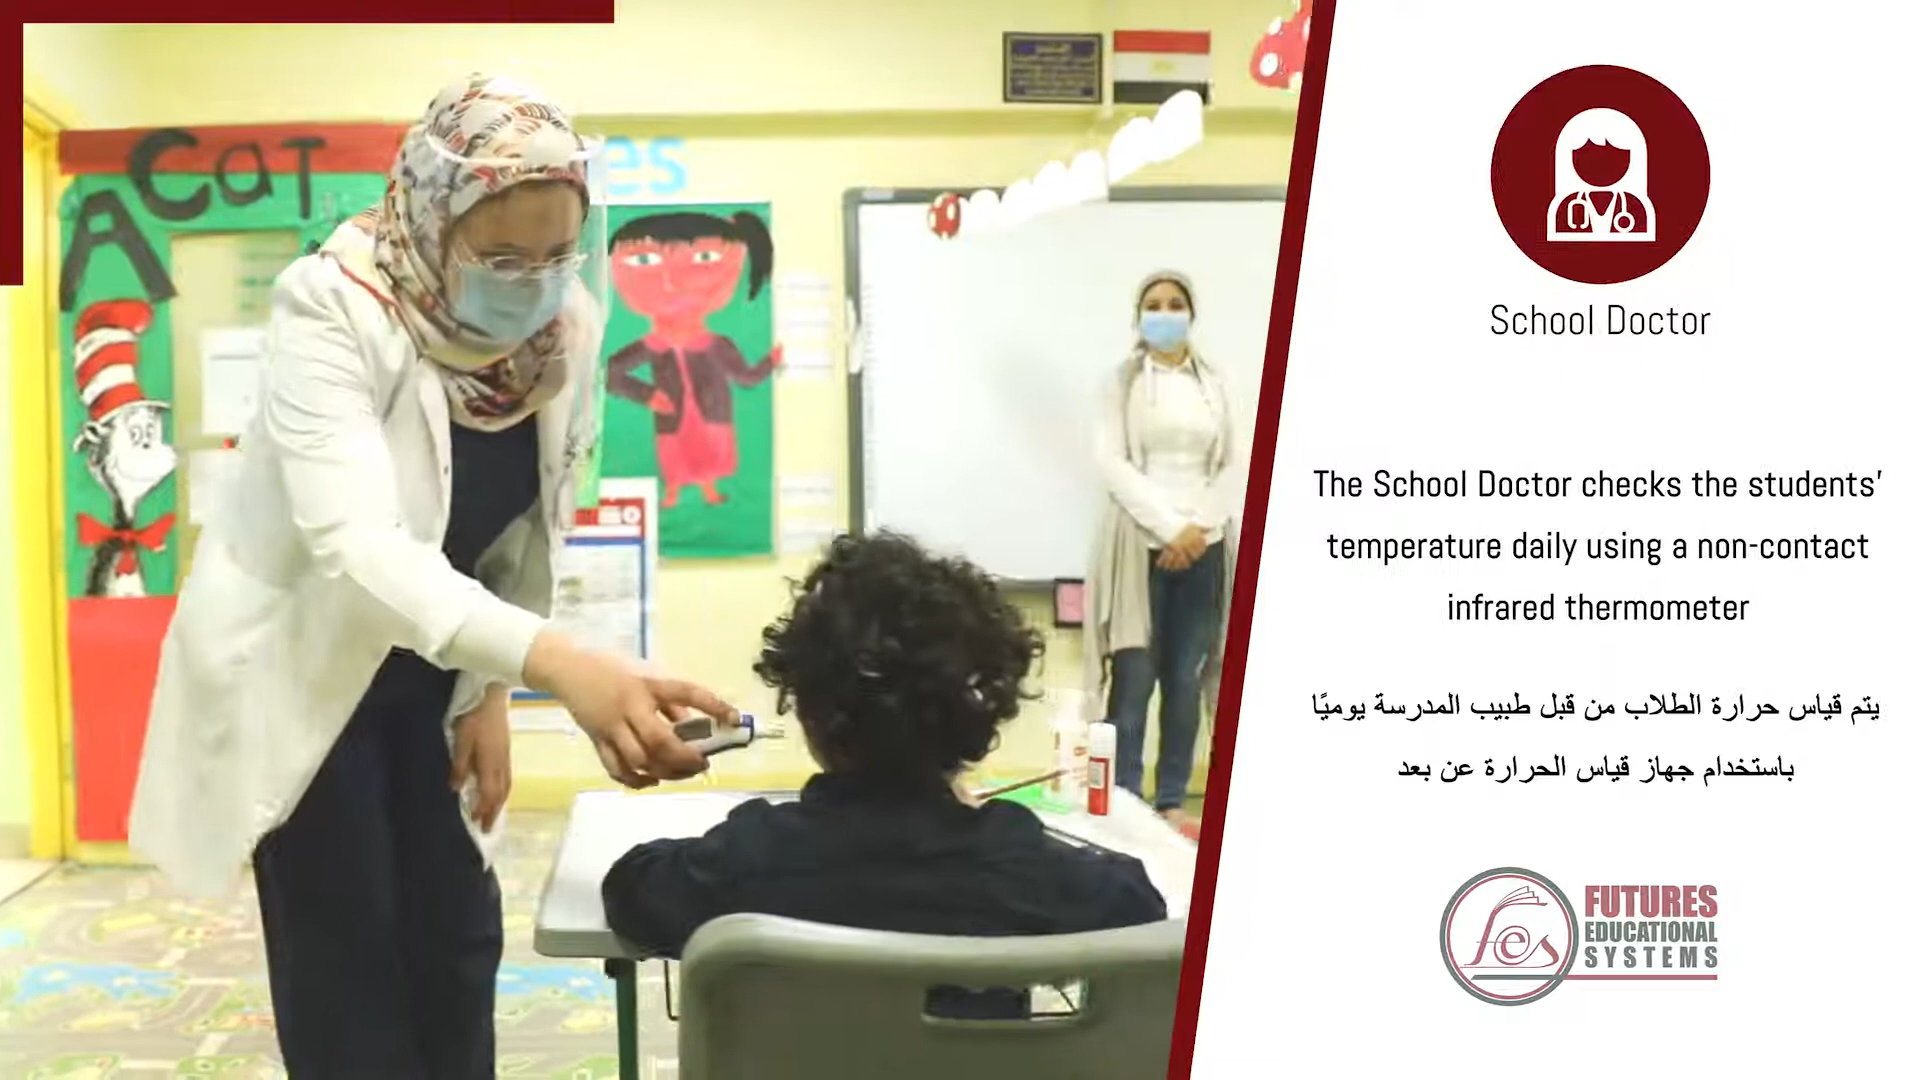 A Cat
es
School Doctor
The School Doctor checks the students'
temperature daily using a non-contact
infrared thermometer
يتم قياس حرارة الطلاب من قبل طبيب المدرسة يوميًا
باستخدام جهاز قياس الحرارة عن بعد
fes
FUTURES
EDUCATIONAL
SYSTEMS